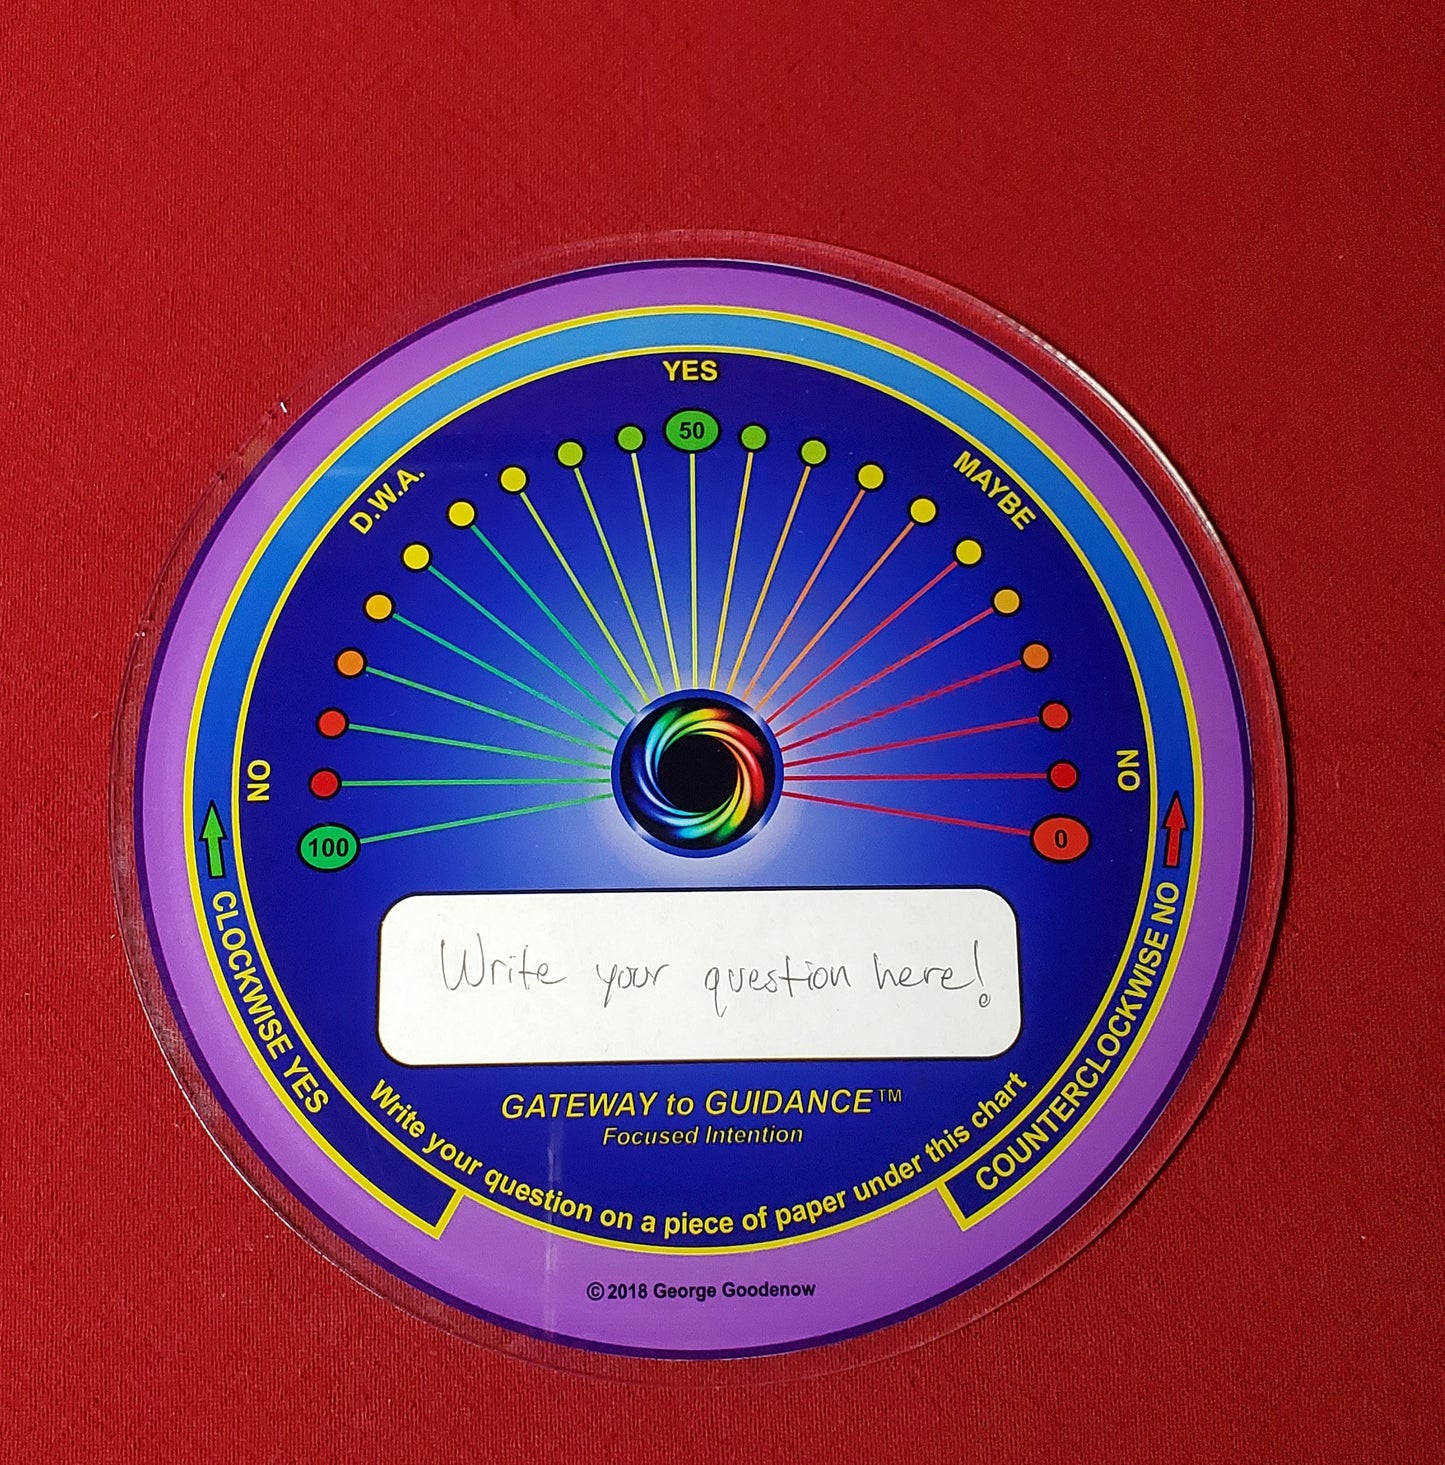 YES
50
D.W.A.
MAYBE
NO
NO
100
0
CLOCKWISE YES
COUNTERCLOCKWISE NO
Write your question here!
GATEWAY to GUIDANCE™
Focused Intention
Write your question on a piece of paper under this chart
© 2018 George Goodenow